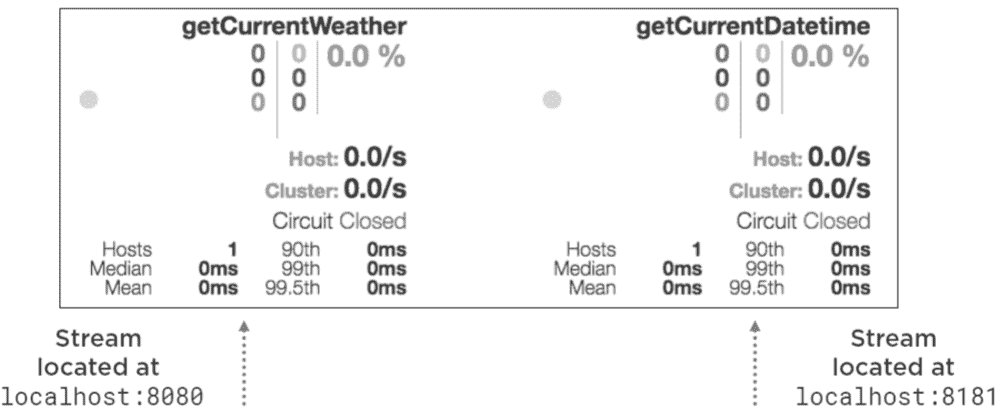 getCurrentWeather
0 0 0.0 %
0 0
0 0
Host: 0.0/s
Cluster: 0.0/s
Circuit Closed
Hosts 1 90th 0ms
Median 0ms 99th 0ms
Mean 0ms 99.5th 0ms
getCurrentDatetime
0 0 0.0 %
0 0
0 0
Host: 0.0/s
Cluster: 0.0/s
Circuit Closed
Hosts 1 90th 0ms
Median 0ms 99th 0ms
Mean 0ms 99.5th 0ms
Stream
located at
localhost:8080
Stream
located at
localhost:8181